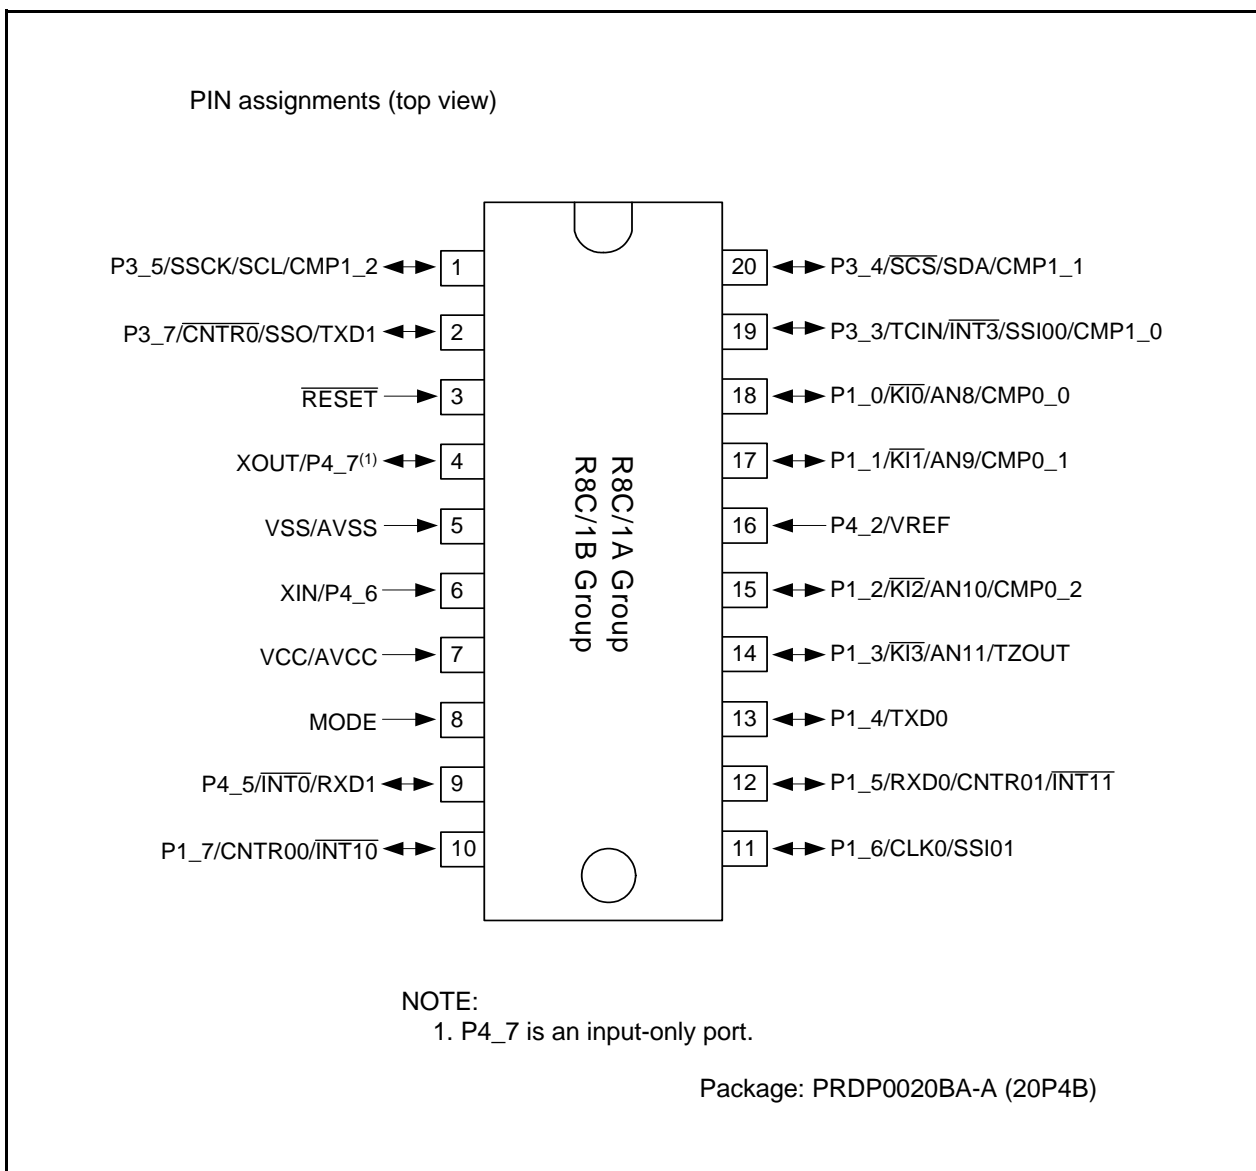 PIN assignments (top view)
P3_5/SSCK/SCL/CMP1_2 1
P3_7/CNTR0/SSO/TXD1 2
RESET 3
XOUT/P4_7(1) 4
VSS/AVSS 5
XIN/P4_6 6
VCC/AVCC 7
MODE 8
P4_5/INT0/RXD1 9
P1_7/CNTR00/INT10 10
R8C/1A Group
R8C/1B Group
20 P3_4/SCS/SDA/CMP1_1
19 P3_3/TCIN/INT3/SSI00/CMP1_0
18 P1_0/KI0/AN8/CMP0_0
17 P1_1/KI1/AN9/CMP0_1
16 P4_2/VREF
15 P1_2/KI2/AN10/CMP0_2
14 P1_3/KI3/AN11/TZOUT
13 P1_4/TXD0
12 P1_5/RXD0/CNTR01/INT11
11 P1_6/CLK0/SSI01
NOTE:
1. P4_7 is an input-only port.
Package: PRDP0020BA-A (20P4B)